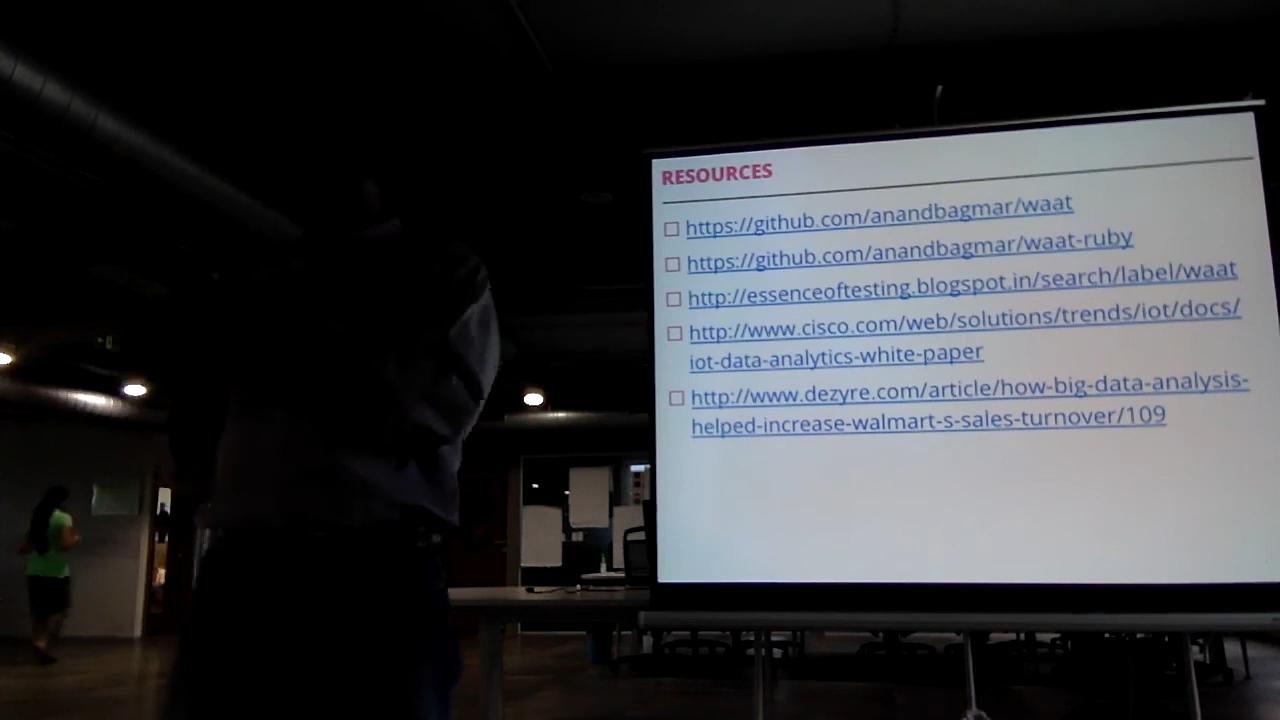 RESOURCES
https://github.com/anandbagmar/waat
https://github.com/anandbagmar/waat-ruby
http://essenceoftesting.blogspot.in/search/label/waat
http://www.cisco.com/web/solutions/trends/iot/docs/
iot-data-analytics-white-paper
http://www.dezyre.com/article/how-big-data-analysis-
helped-increase-walmart-s-sales-turnover/109